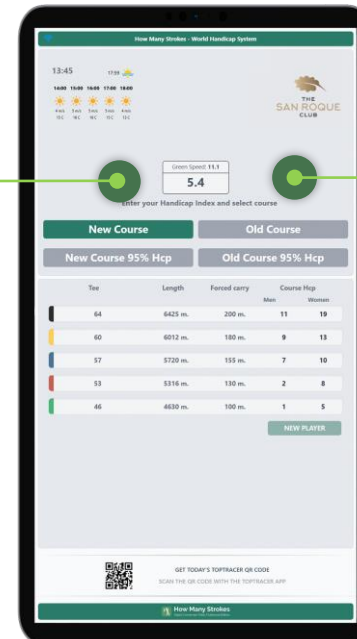 How Many Strokes - World Handicap System
13:45
17:59
14:00 15:00 16:00 17:00 18:00
THE
SAN ROQUE
CLUB
Green Speed: 11.1
5.4
Enter your Handicap Index and select course
New Course
Old Course
New Course 95% Hcp
Old Course 95% Hcp
Tee Length Forced carry Course Hcp
Men Women
64 6425 m. 200 m. 11 19
60 6012 m. 180 m. 9 13
57 5720 m. 155 m. 7 10
53 5316 m. 130 m. 2 8
46 4630 m. 100 m. 1 5
NEW PLAYER
GET TODAY'S TOPTRACER QR CODE
SCAN THE QR CODE WITH THE TOPTRACER APP
How Many Strokes